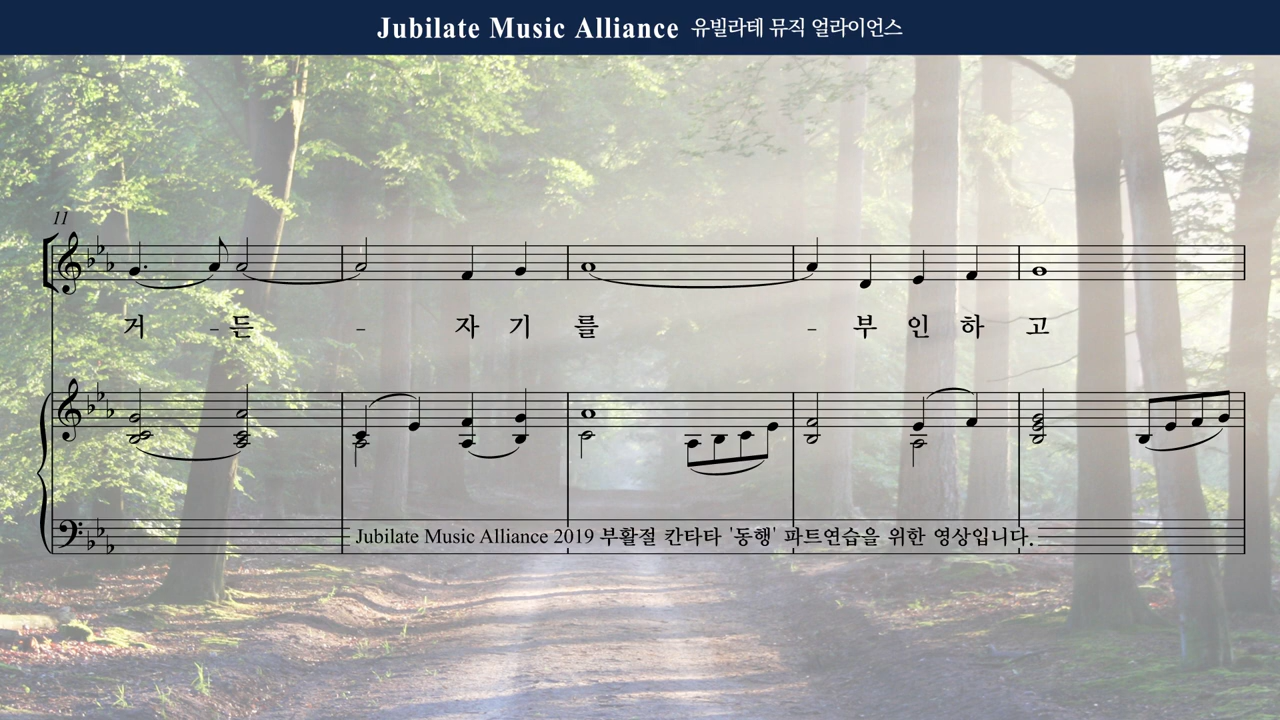 Jubilate Music Alliance 유빌라테 뮤직 얼라이언스
11
거 - 든 - 자 기 를 - 부 인 하 고
Jubilate Music Alliance 2019 부활절 칸타타 '동행' 파트연습을 위한 영상입니다.